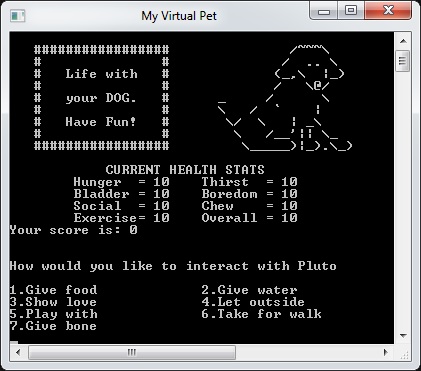 My Virtual Pet
Life with
your DOG.
Have Fun!
CURRENT HEALTH STATS
Hunger = 10 Thirst = 10
Bladder = 10 Boredom = 10
Social = 10 Chew = 10
Exercise= 10 Overall = 10
Your score is: 0
How would you like to interact with Pluto
1.Give food 2.Give water
3.Show love 4.Let outside
5.Play with 6.Take for walk
7.Give bone